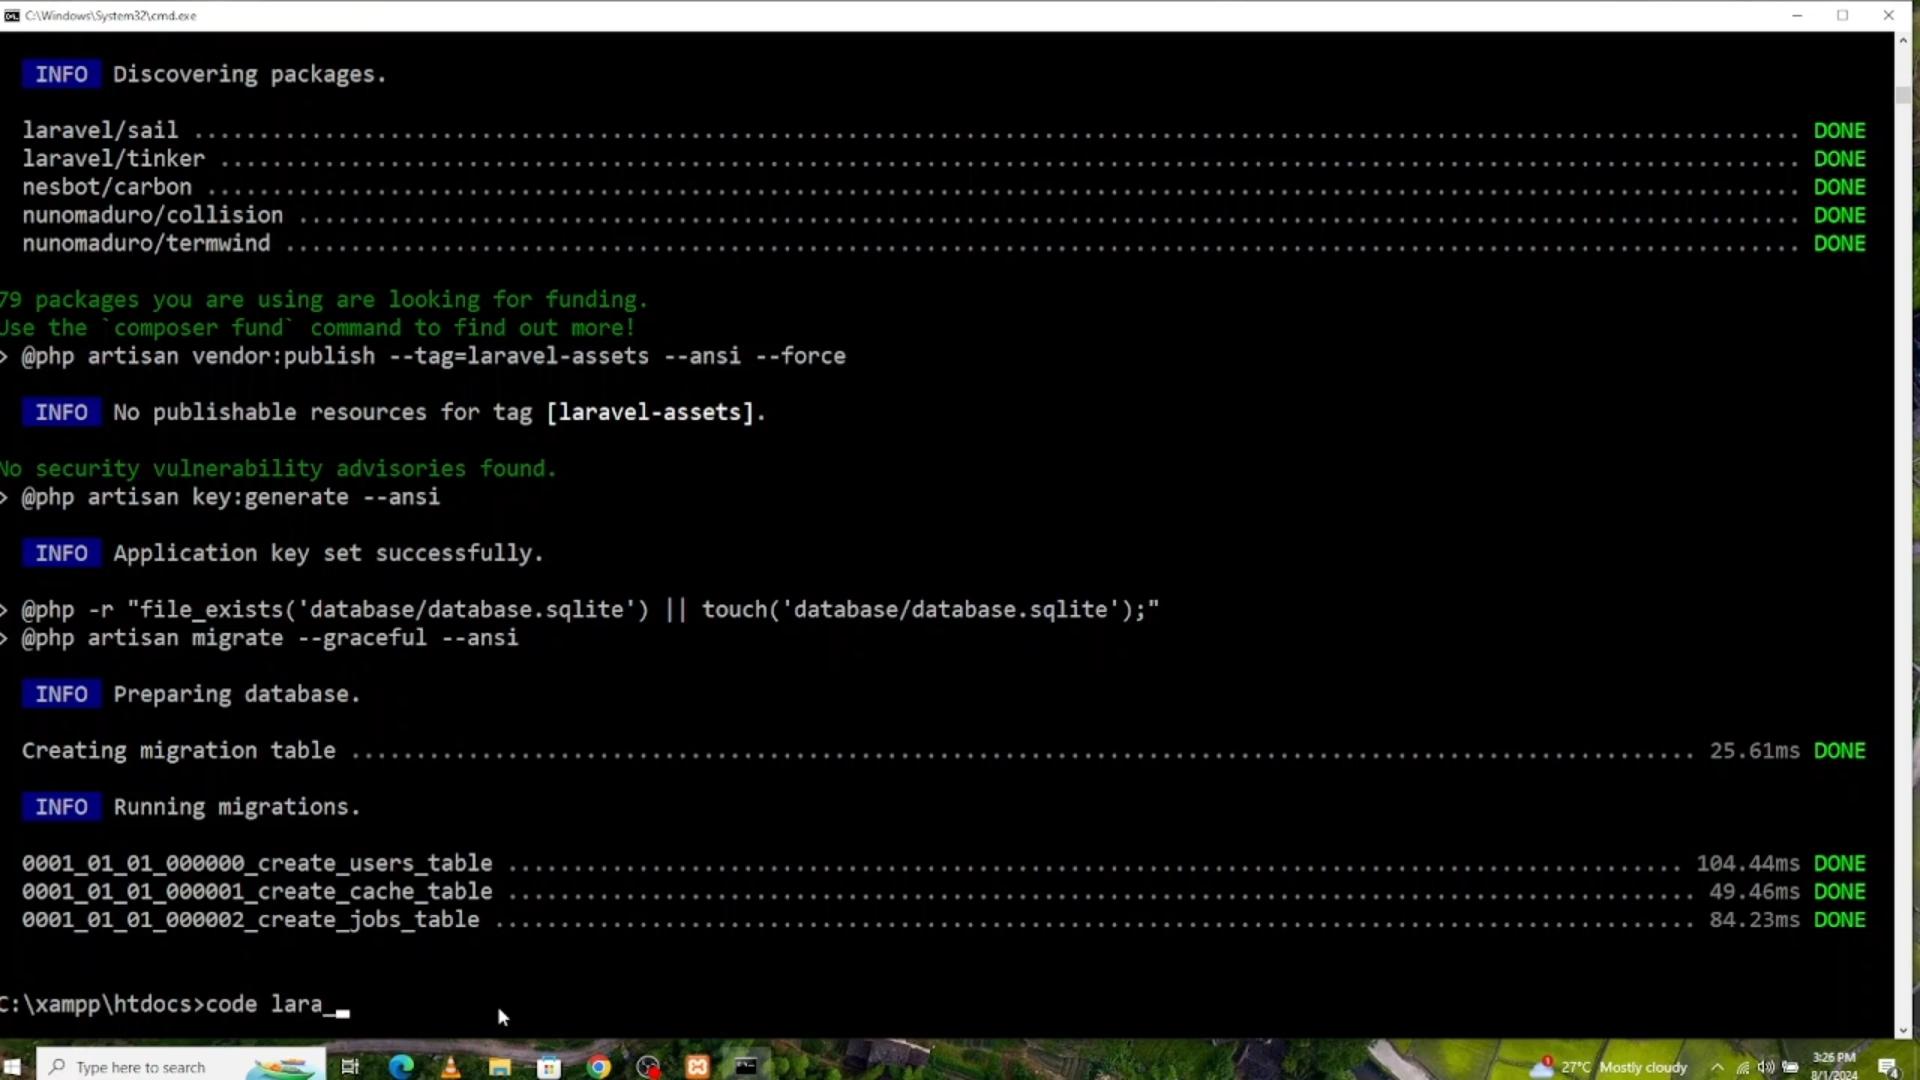 C:\Windows\System32\cmd.exe
INFO Discovering packages.
laravel/sail ........................................................................................................................... DONE
laravel/tinker ......................................................................................................................... DONE
nesbot/carbon .......................................................................................................................... DONE
nunomaduro/collision ................................................................................................................... DONE
nunomaduro/termwind .................................................................................................................... DONE
79 packages you are using are looking for funding.
Use the `composer fund` command to find out more!
> @php artisan vendor:publish --tag=laravel-assets --ansi --force
INFO No publishable resources for tag [laravel-assets].
No security vulnerability advisories found.
> @php artisan key:generate --ansi
INFO Application key set successfully.
> @php -r "file_exists('database/database.sqlite') || touch('database/database.sqlite');"
> @php artisan migrate --graceful --ansi
INFO Preparing database.
Creating migration table ....................................................................................................... 25.61ms DONE
INFO Running migrations.
0001_01_01_000000_create_users_table .......................................................................................... 104.44ms DONE
0001_01_01_000001_create_cache_table ........................................................................................... 49.46ms DONE
0001_01_01_000002_create_jobs_table ............................................................................................ 84.23ms DONE
C:\xampp\htdocs>code lara_
Type here to search
1
27°C Mostly cloudy
3:26 PM
8/1/2024
4